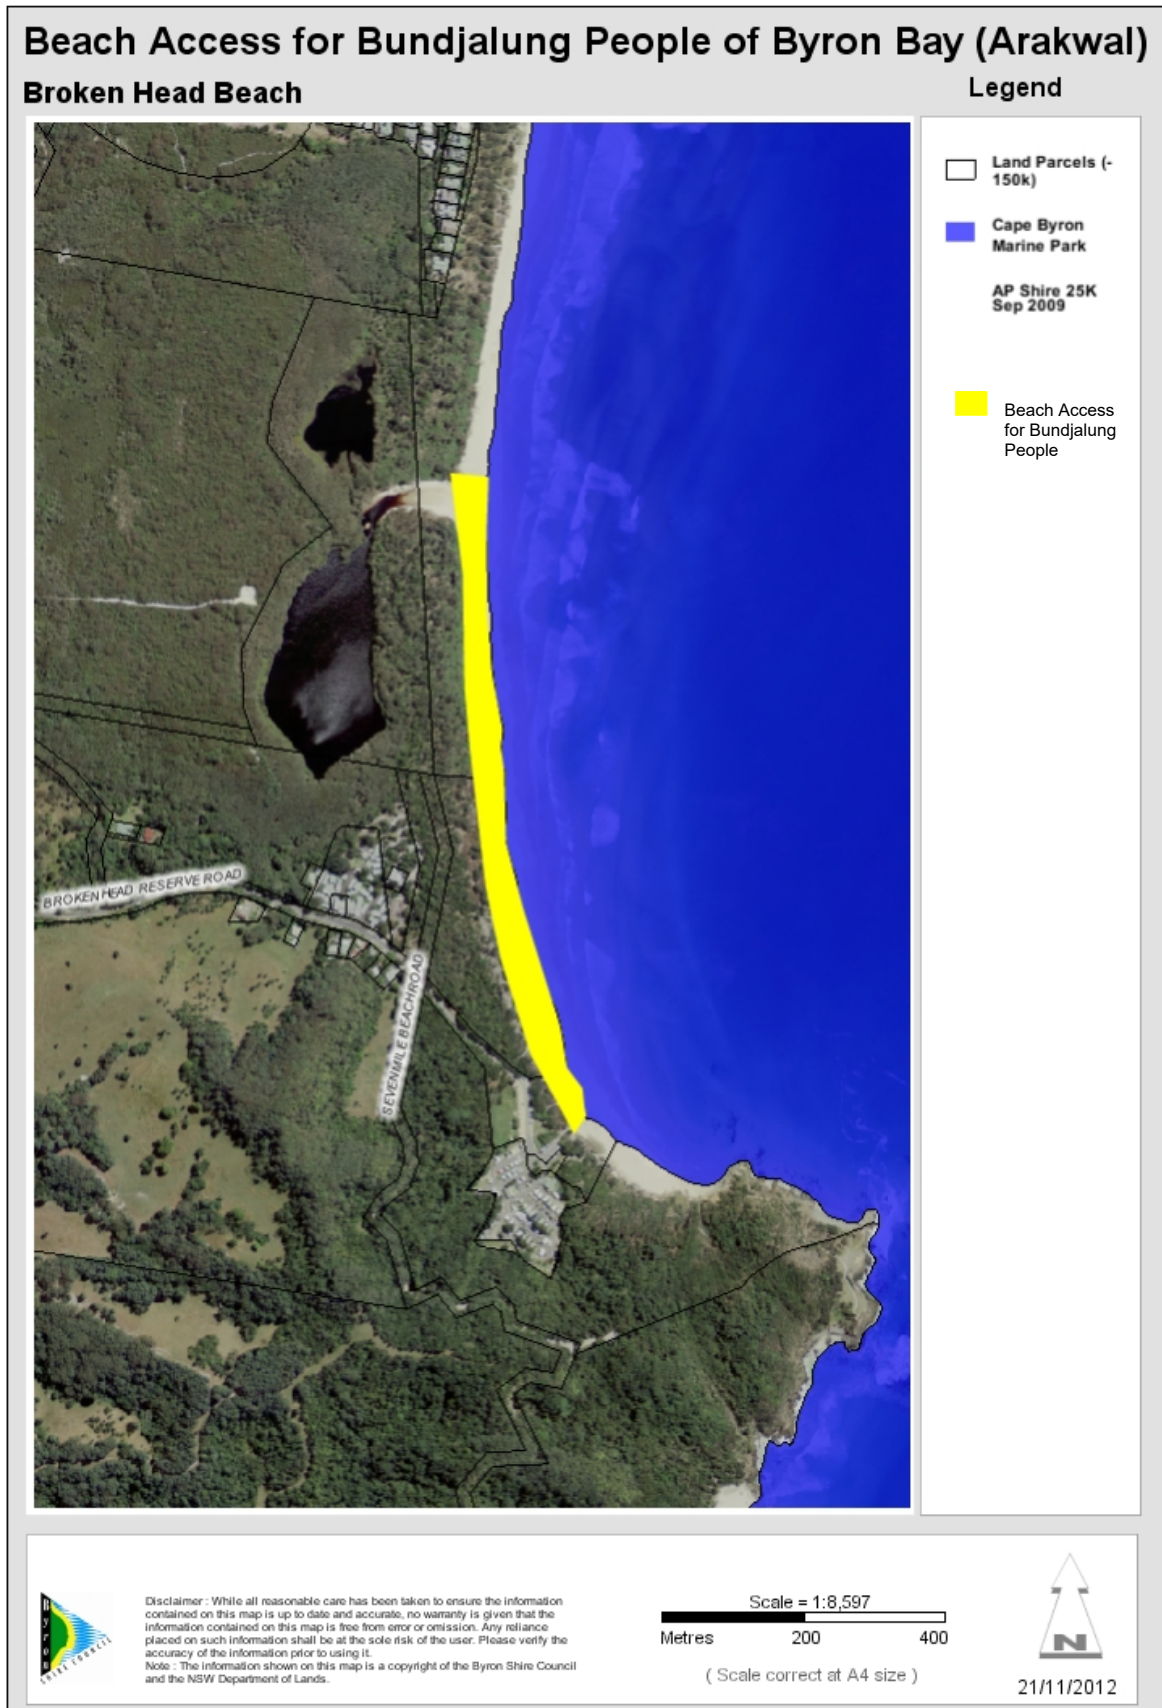 Beach Access for Bundjalung People of Byron Bay (Arakwal)
Broken Head Beach
Legend
Land Parcels (-
150k)
Cape Byron
Marine Park
AP Shire 25K
Sep 2009
Beach Access
for Bundjalung
People
BROKEN HEAD RESERVE ROAD
SEVENMILE BEACH ROAD
Byron
SHIRE COUNCIL
Disclaimer : While all reasonable care has been taken to ensure the information
contained on this map is up to date and accurate, no warranty is given that the
information contained on this map is free from error or omission. Any reliance
placed on such information shall be at the sole risk of the user. Please verify the
accuracy of the information prior to using it.
Note : The information shown on this map is a copyright of the Byron Shire Council
and the NSW Department of Lands.
Scale = 1:8,597
Metres 200 400
( Scale correct at A4 size )
N
21/11/2012